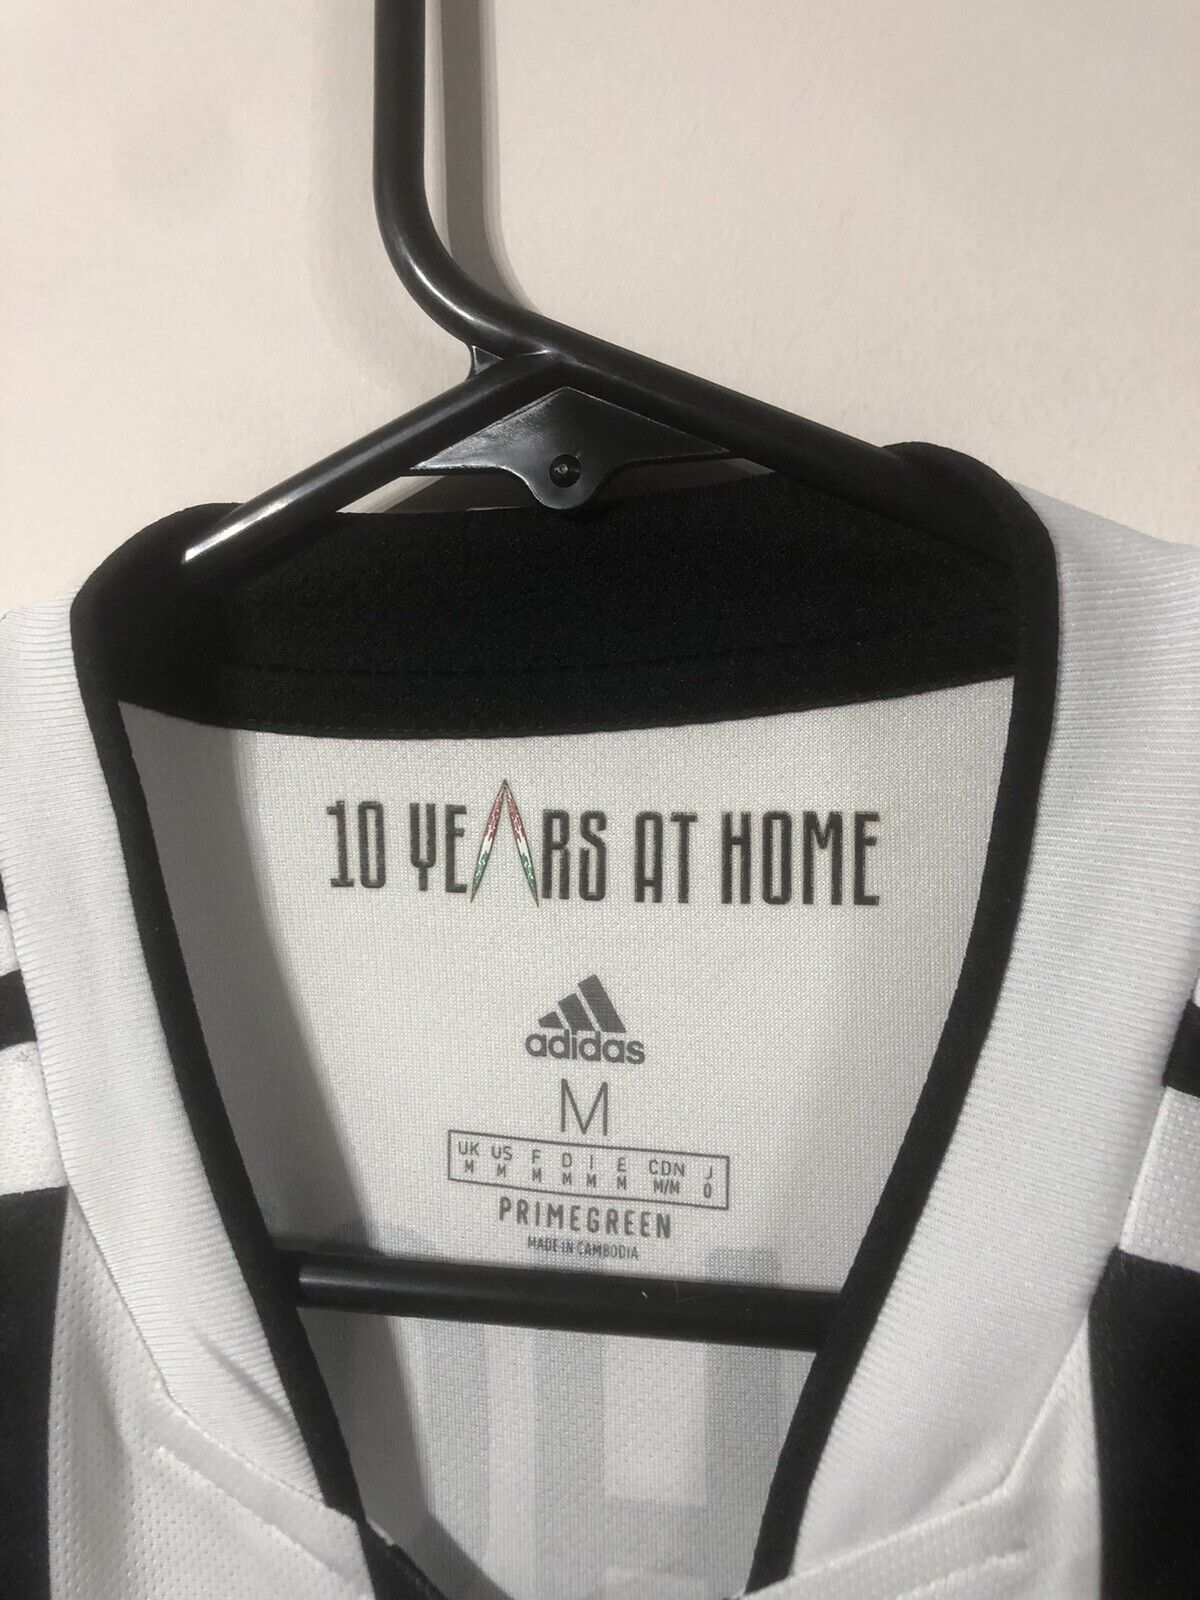 10 YEARS AT HOME
adidas
M
UK US F D I E CDN J
M M M M M M M/M O
PRIMEGREEN
MADE IN CAMBODIA